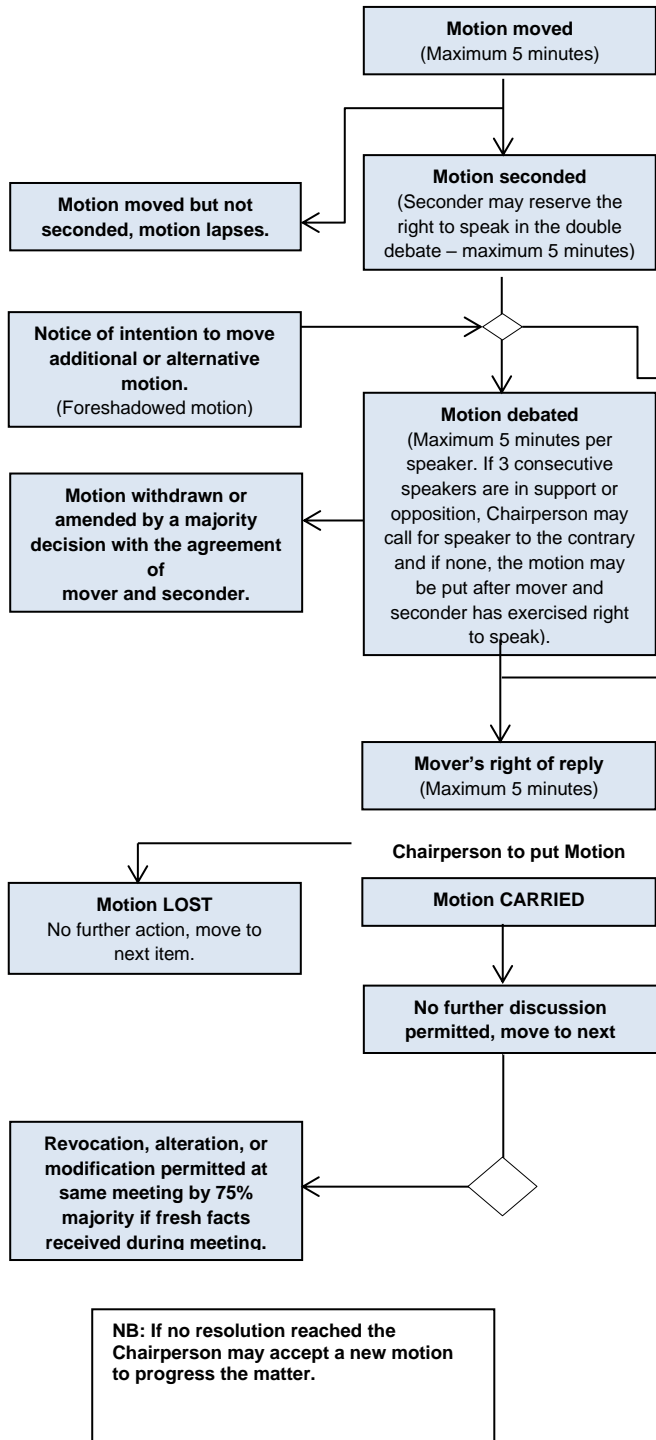 Motion moved
(Maximum 5 minutes)
Motion seconded
(Seconder may reserve the
right to speak in the double
debate – maximum 5 minutes)
Motion moved but not
seconded, motion lapses.
Notice of intention to move
additional or alternative
motion.
(Foreshadowed motion)
Motion debated
(Maximum 5 minutes per
speaker. If 3 consecutive
speakers are in support or
opposition, Chairperson may
call for speaker to the contrary
and if none, the motion may
be put after mover and
seconder has exercised right
to speak).
Motion withdrawn or
amended by a majority
decision with the agreement
of
mover and seconder.
Mover’s right of reply
(Maximum 5 minutes)
Chairperson to put Motion
Motion LOST
No further action, move to
next item.
Motion CARRIED
No further discussion
permitted, move to next
Revocation, alteration, or
modification permitted at
same meeting by 75%
majority if fresh facts
received during meeting.
NB: If no resolution reached the
Chairperson may accept a new motion
to progress the matter.